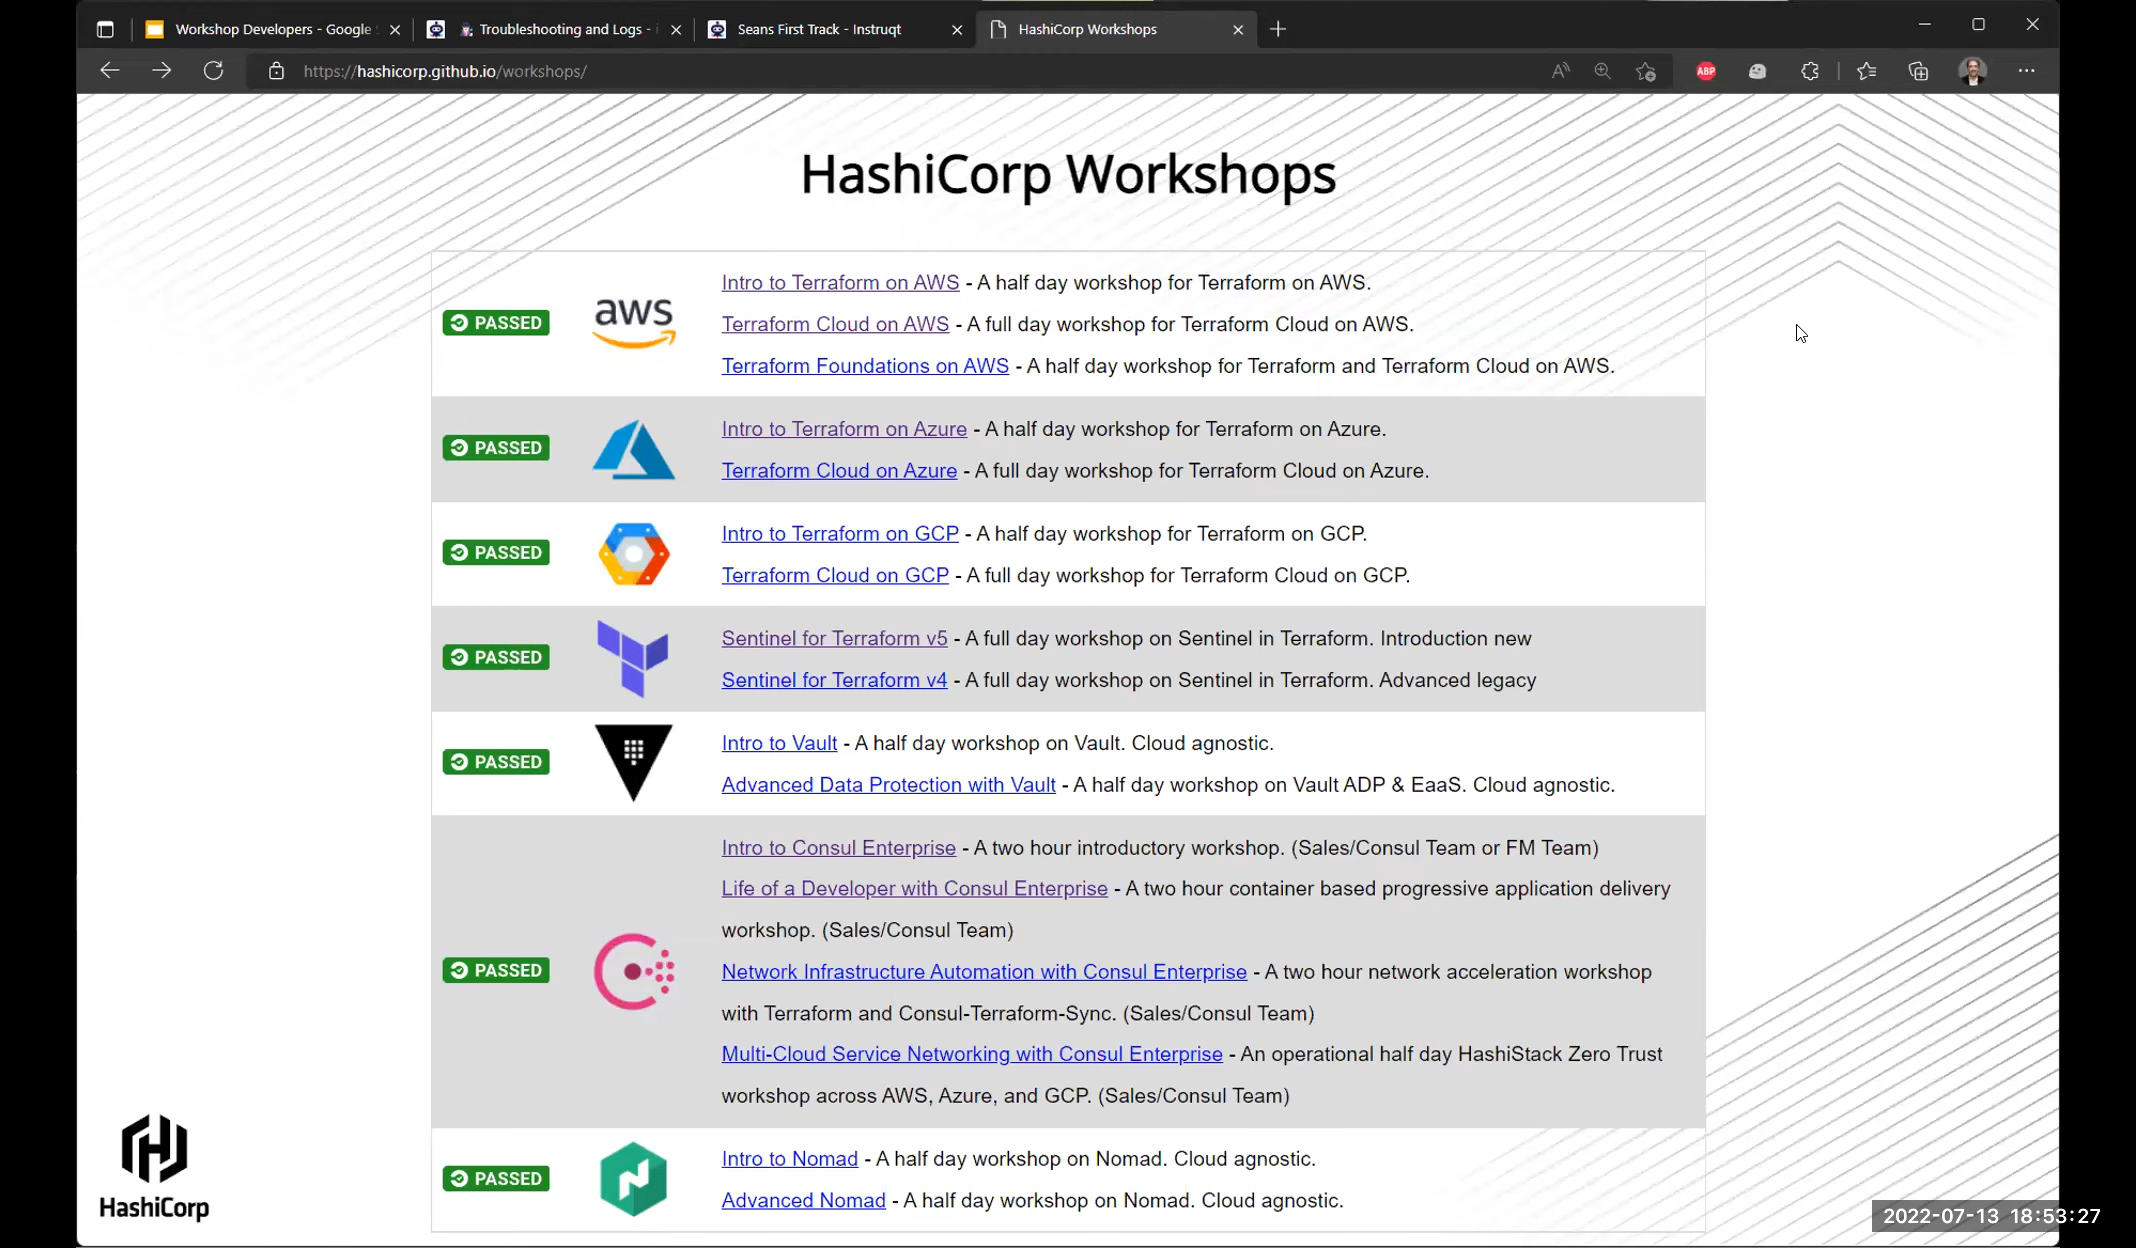 Workshop Developers - Google S
Troubleshooting and Logs - i
Seans First Track - Instruqt
HashiCorp Workshops
https://hashicorp.github.io/workshops/
ABP
HashiCorp Workshops
PASSED
aws
Intro to Terraform on AWS - A half day workshop for Terraform on AWS.
Terraform Cloud on AWS - A full day workshop for Terraform Cloud on AWS.
Terraform Foundations on AWS - A half day workshop for Terraform and Terraform Cloud on AWS.
PASSED
Intro to Terraform on Azure - A half day workshop for Terraform on Azure.
Terraform Cloud on Azure - A full day workshop for Terraform Cloud on Azure.
PASSED
Intro to Terraform on GCP - A half day workshop for Terraform on GCP.
Terraform Cloud on GCP - A full day workshop for Terraform Cloud on GCP.
PASSED
Sentinel for Terraform v5 - A full day workshop on Sentinel in Terraform. Introduction new
Sentinel for Terraform v4 - A full day workshop on Sentinel in Terraform. Advanced legacy
PASSED
Intro to Vault - A half day workshop on Vault. Cloud agnostic.
Advanced Data Protection with Vault - A half day workshop on Vault ADP & EaaS. Cloud agnostic.
PASSED
Intro to Consul Enterprise - A two hour introductory workshop. (Sales/Consul Team or FM Team)
Life of a Developer with Consul Enterprise - A two hour container based progressive application delivery
workshop. (Sales/Consul Team)
Network Infrastructure Automation with Consul Enterprise - A two hour network acceleration workshop
with Terraform and Consul-Terraform-Sync. (Sales/Consul Team)
Multi-Cloud Service Networking with Consul Enterprise - An operational half day HashiStack Zero Trust
workshop across AWS, Azure, and GCP. (Sales/Consul Team)
PASSED
Intro to Nomad - A half day workshop on Nomad. Cloud agnostic.
Advanced Nomad - A half day workshop on Nomad. Cloud agnostic.
HashiCorp
2022-07-13 18:53:27